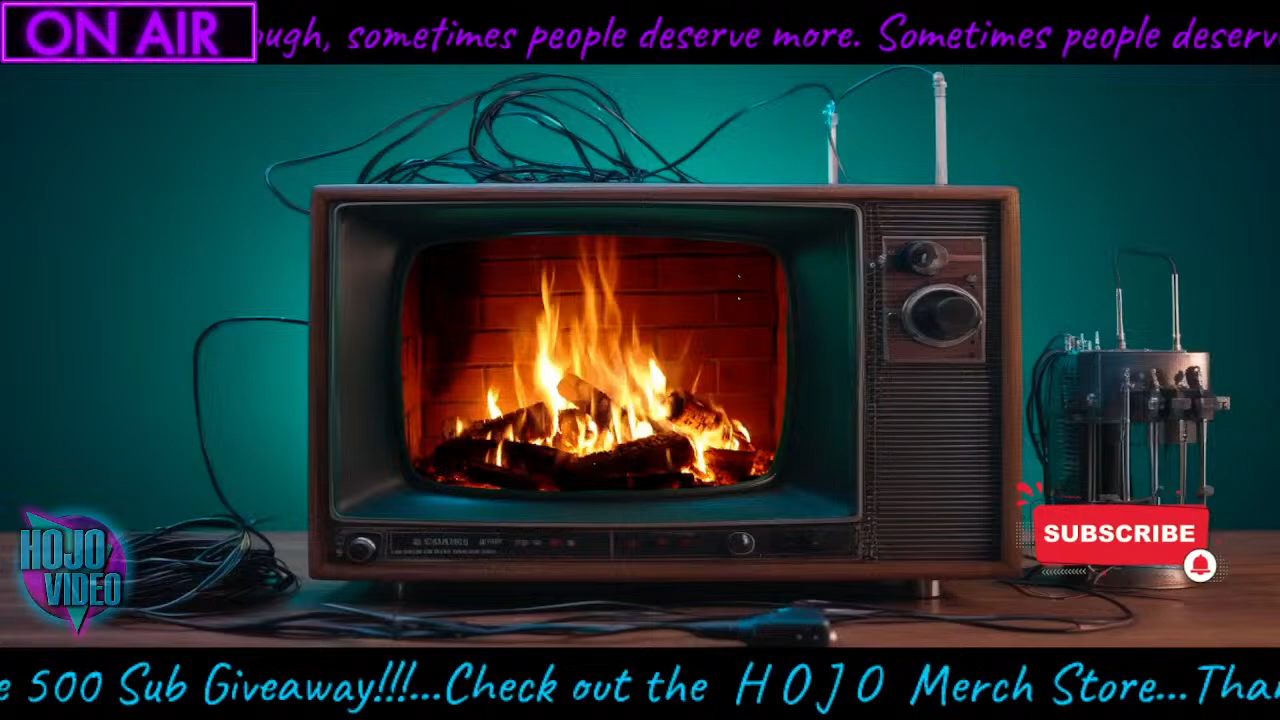 ON AIR
ough, sometimes people deserve more. Sometimes people deserv
HOJO
VIDEO
SUBSCRIBE
e 500 Sub Giveaway!!!...Check out the H O J O Merch Store...Than